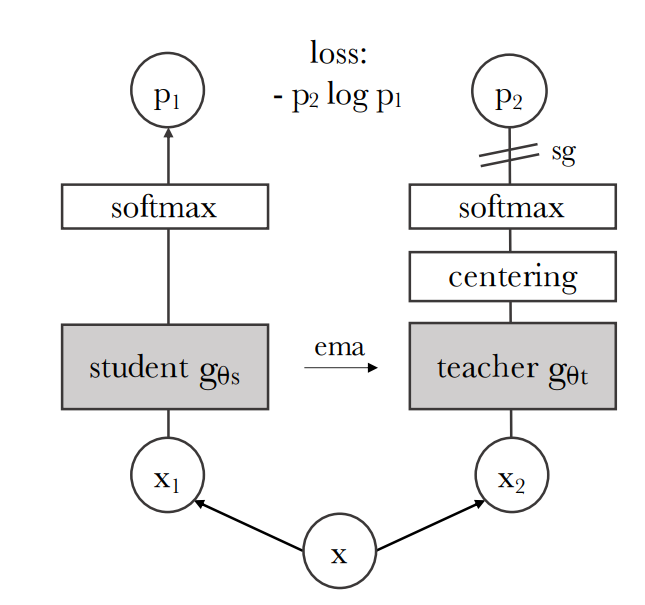 loss:
- p₂ log p₁
p₁
p₂
sg
softmax
softmax
centering
student gθs
ema
teacher gθt
x₁
x₂
x